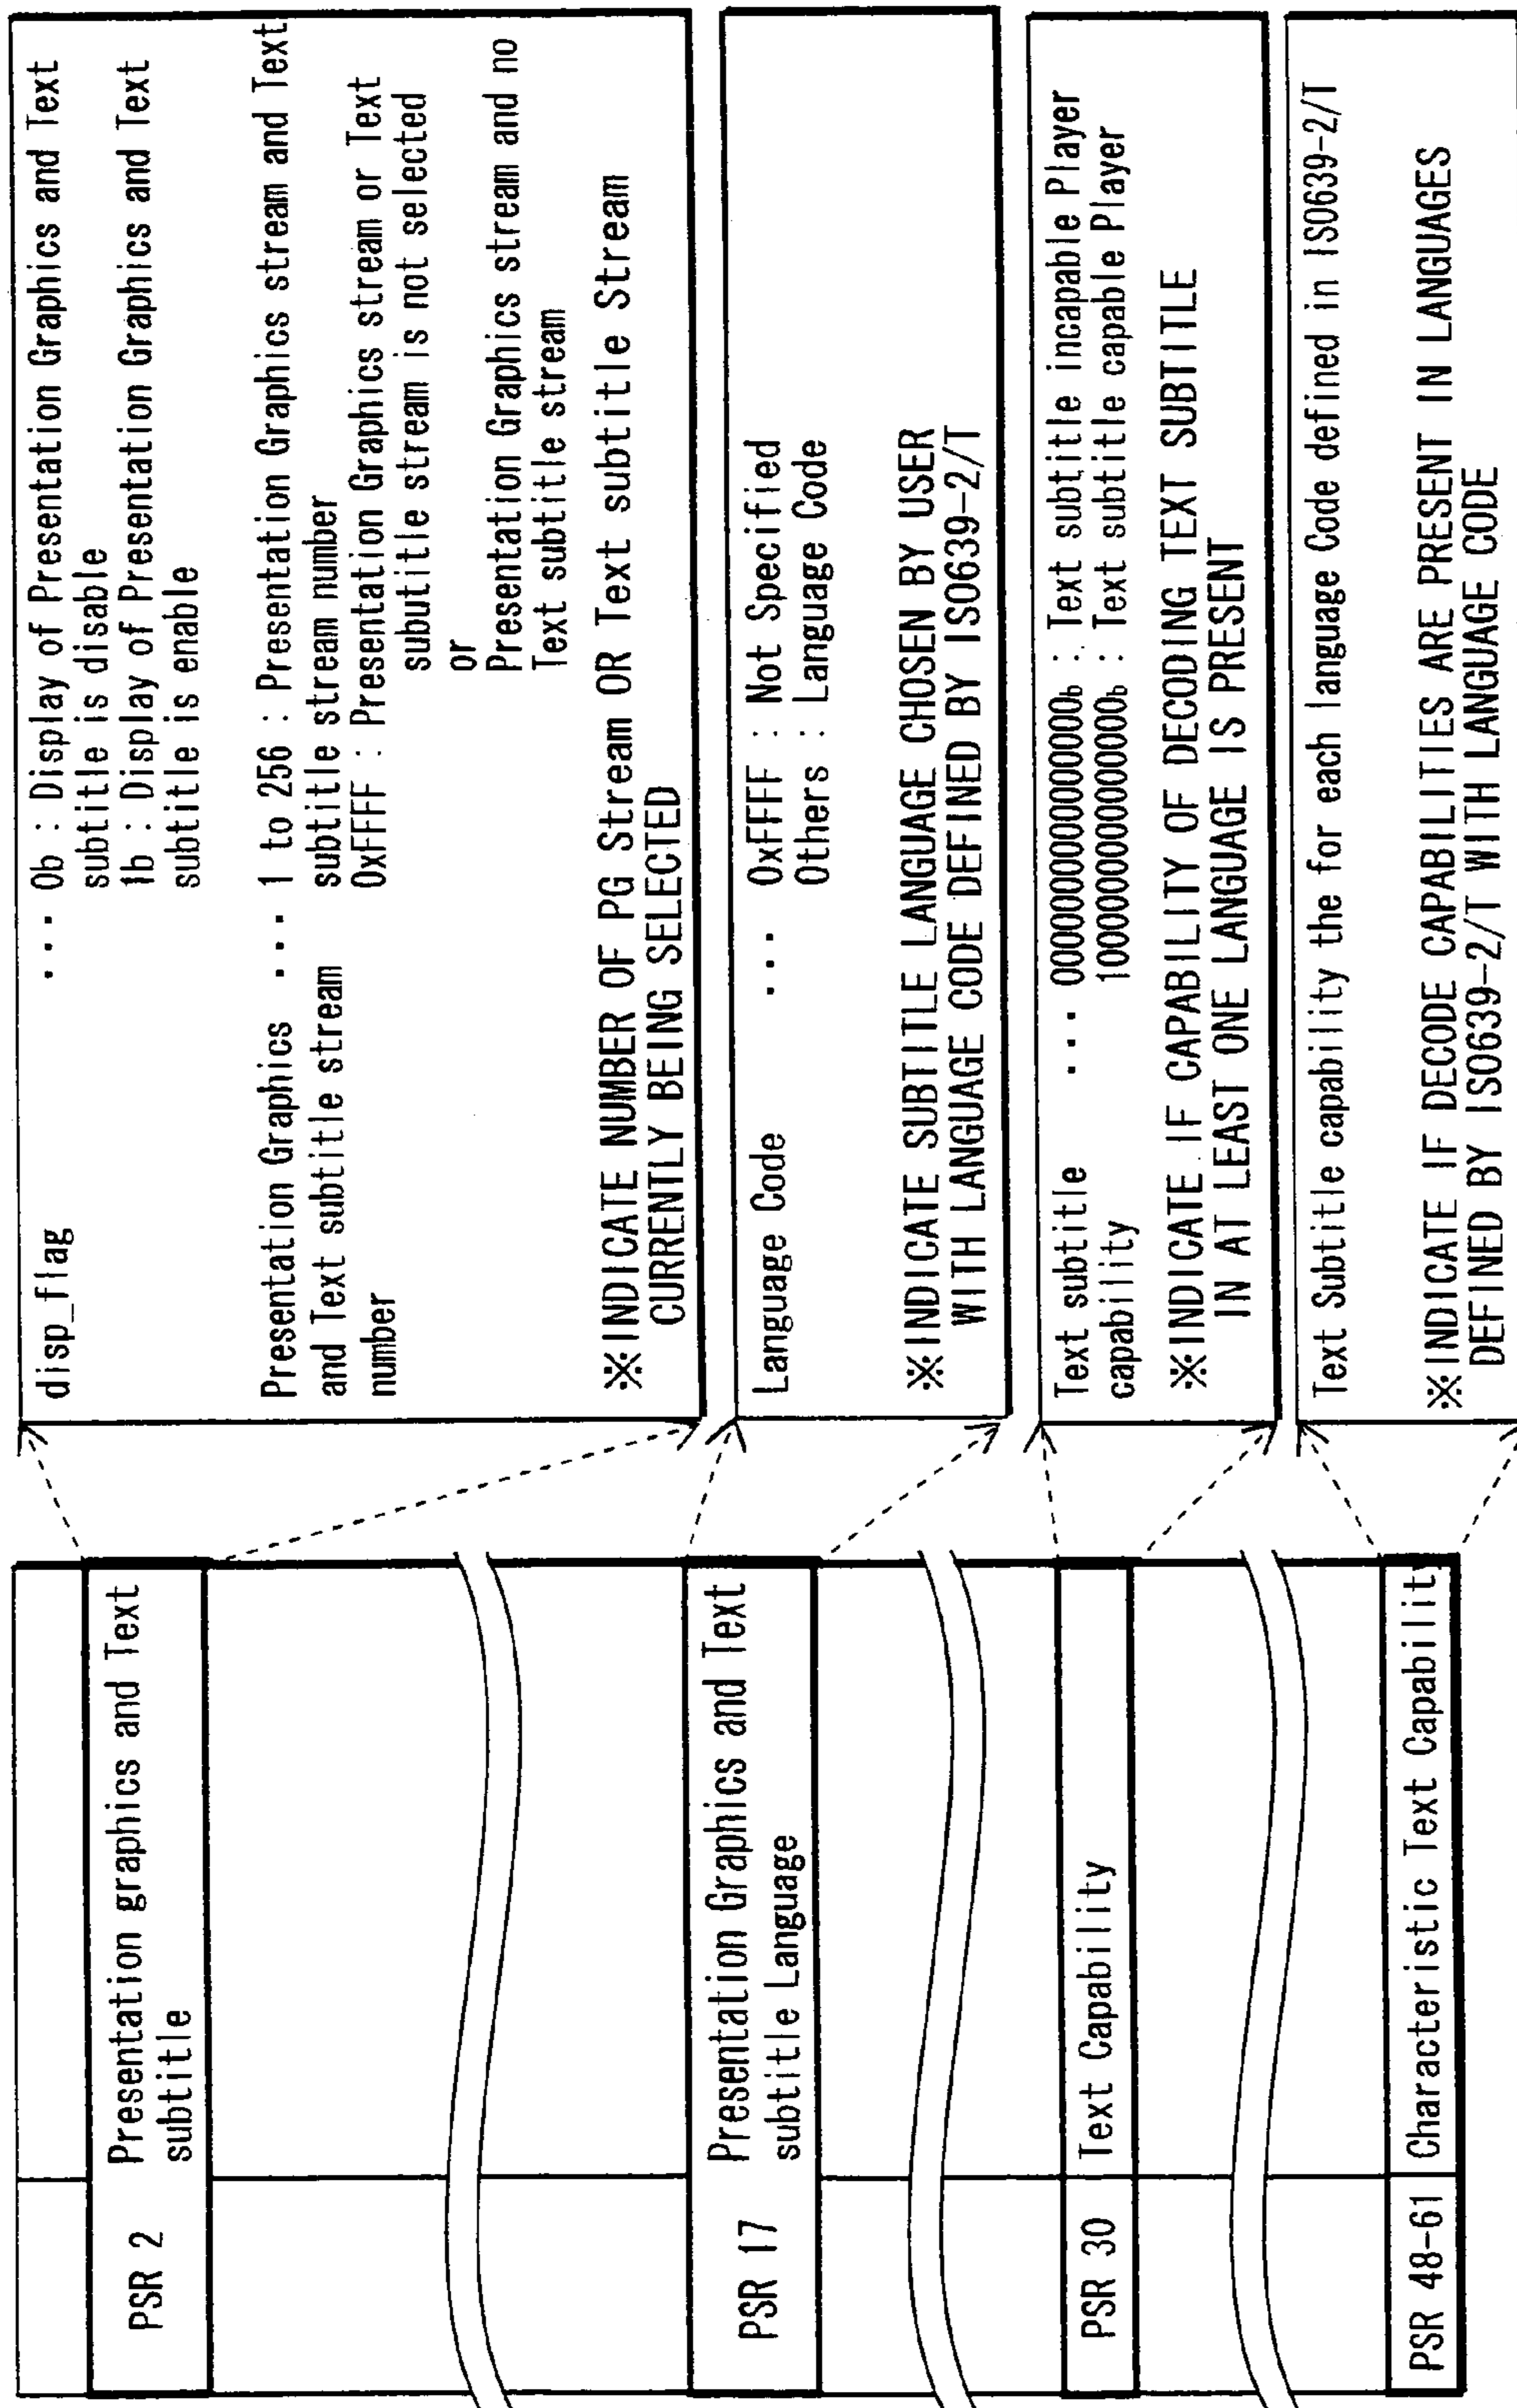 PSR 2
Presentation graphics and Text
subtitle
PSR 17
Presentation Graphics and Text
subtitle Language
PSR 30
Text Capability
PSR 48-61
Characteristic Text Capability
disp_flag ... 0b : Display of Presentation Graphics and Text
subtitle is disable
1b : Display of Presentation Graphics and Text
subtitle is enable
Presentation Graphics ... 1 to 256 : Presentation Graphics stream and Text
and Text subtitle stream subtitle stream number
number 0xFFF : Presentation Graphics stream or Text
subutitle stream is not selected
or
Presentation Graphics stream and no
Text subtitle stream
※INDICATE NUMBER OF PG Stream OR Text subtitle Stream
CURRENTLY BEING SELECTED
Language Code ... 0xFFFF : Not Specified
Others : Language Code
※INDICATE SUBTITLE LANGUAGE CHOSEN BY USER
WITH LANGUAGE CODE DEFINED BY ISO639-2/T
Text subtitle ... : Text subtitle incapable Player
capability : Text subtitle capable Player
※INDICATE IF CAPABILITY OF DECODING TEXT SUBTITLE
IN AT LEAST ONE LANGUAGE IS PRESENT
Text Subtitle capability the for each language Code defined in ISO639-2/T
※INDICATE IF DECODE CAPABILITIES ARE PRESENT IN LANGUAGES
DEFINED BY ISO639-2/T WITH LANGUAGE CODE